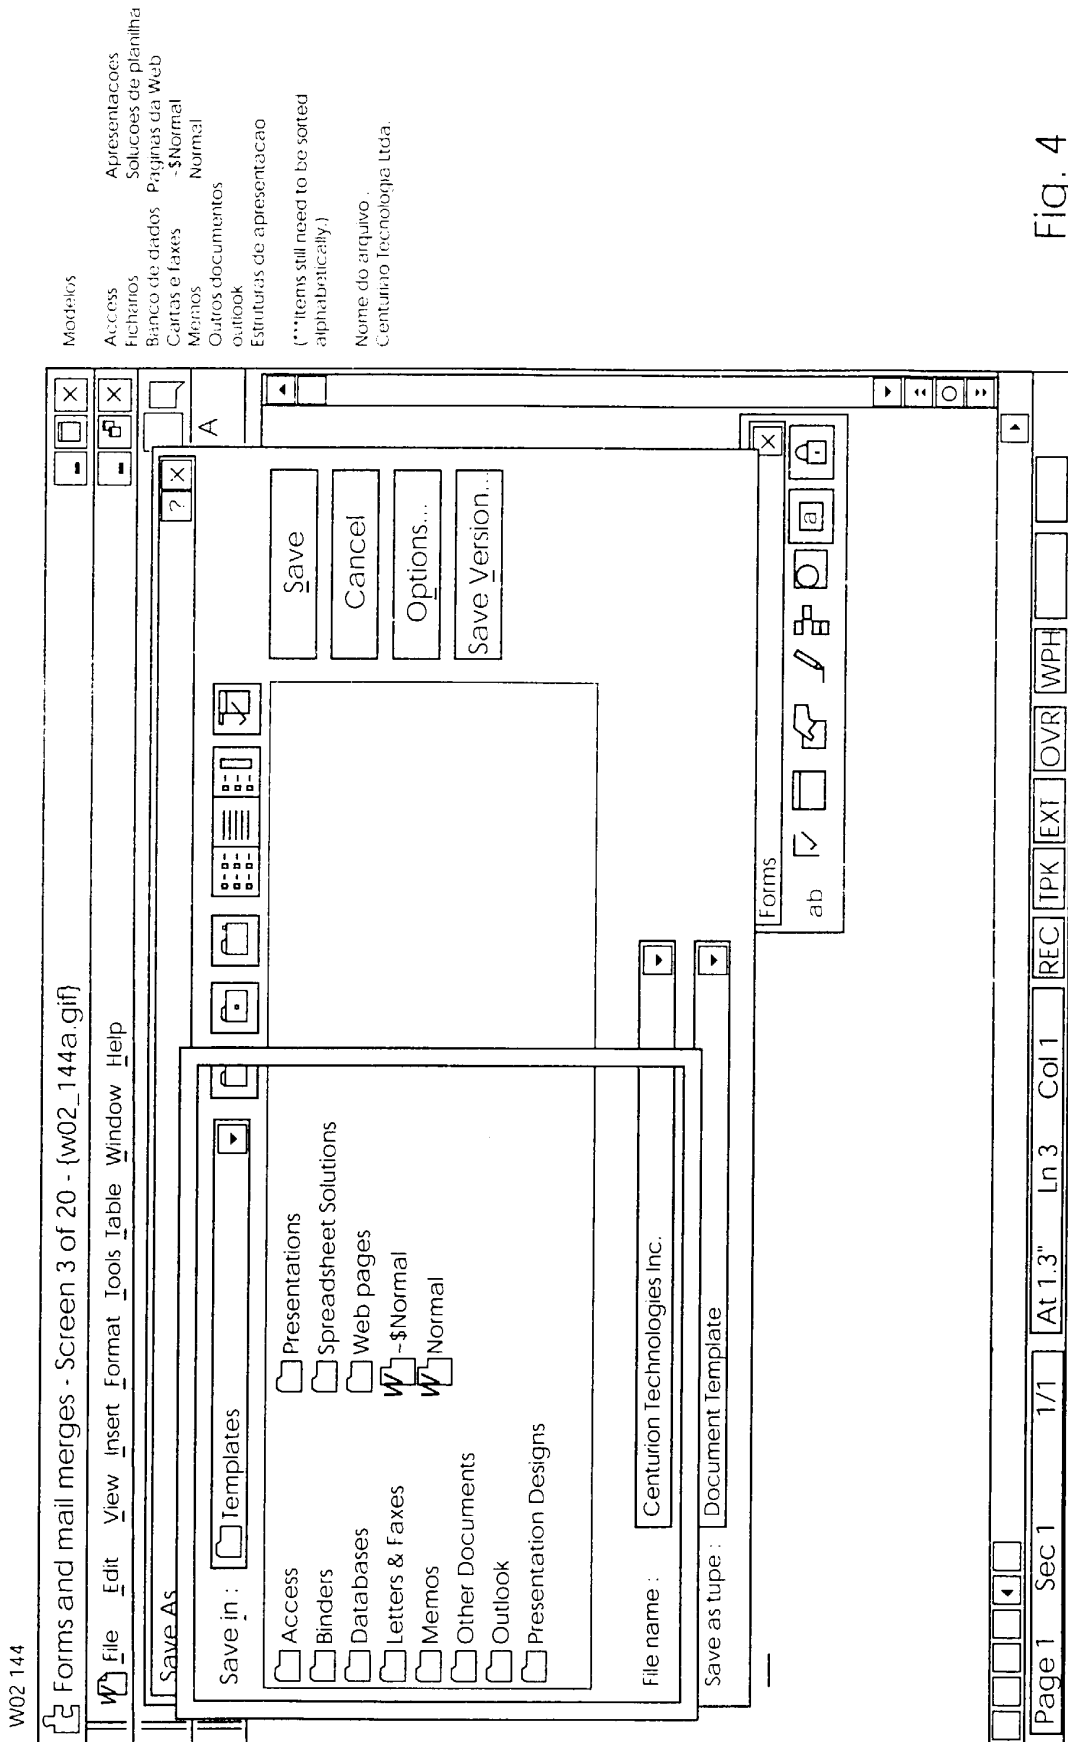 W02 144
Forms and mail merges - Screen 3 of 20 - {w02_144a.gif}
File Edit View Insert Format Tools Table Window Help
A
Save As
?
Save in :
Templates
Access
Binders
Databases
Letters & Faxes
Memos
Other Documents
Outlook
Presentation Designs
Presentations
Spreadsheet Solutions
Web pages
~$Normal
Normal
Save
Cancel
Options...
Save Version...
File name :
Centurion Technologies Inc.
Save as tupe :
Document Template
Forms
ab
a
Page 1 Sec 1 1/1 At 1.3" Ln 3 Col 1 REC TPK EXT OVR WPH
Modelos
Access Apresentacoes
Ficharios Solucoes de planilha
Banco de dados Paginas da Web
Cartas e faxes ~$Normal
Memos Normal
Outros documentos
outlook
Estruturas de apresentacao
(***items still need to be sorted
alphabetically.)
Nome do arquivo .
Centuriao Tecnologia Ltda.
Fig. 4